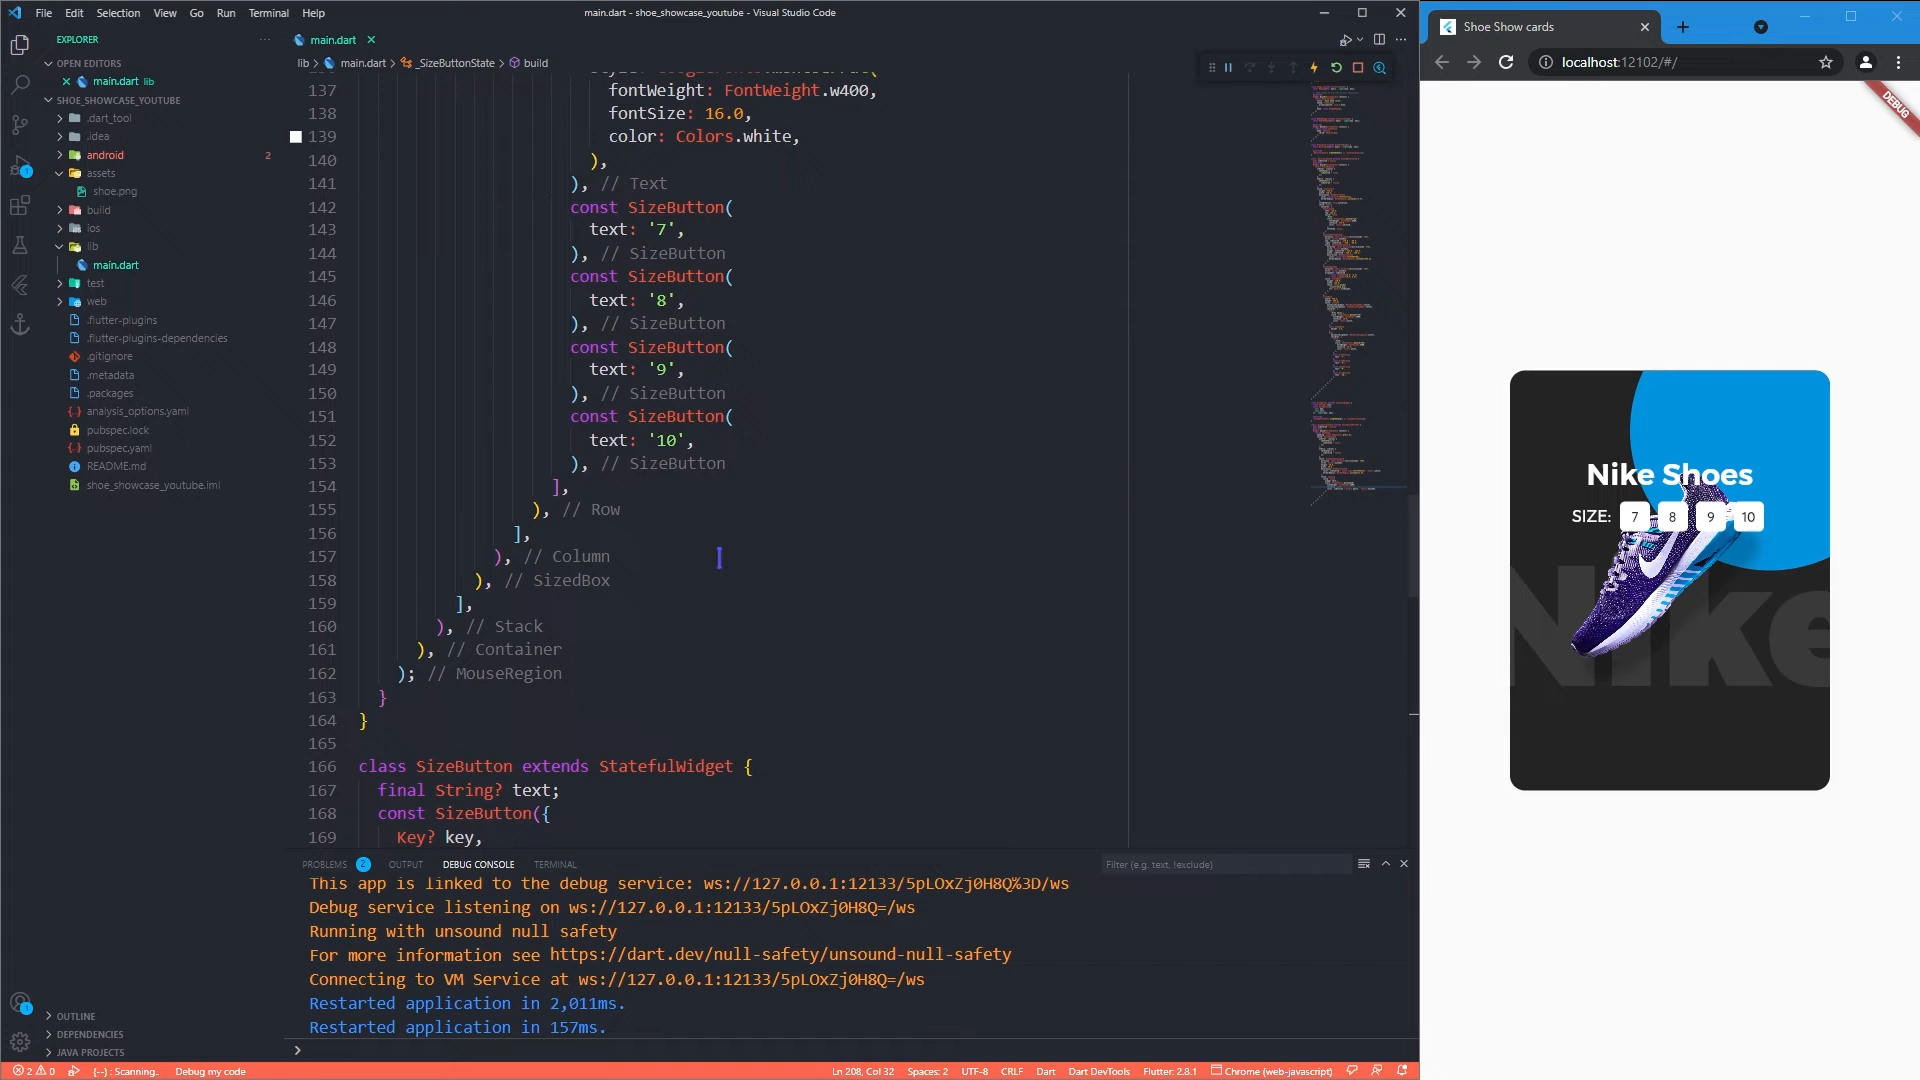 File Edit Selection View Go Run Terminal Help
main.dart - shoe_showcase_youtube - Visual Studio Code
EXPLORER
OPEN EDITORS
main.dart lib
SHOE_SHOWCASE_YOUTUBE
.dart_tool
.idea
android 2
assets
shoe.png
build
ios
lib
main.dart
test
web
.flutter-plugins
.flutter-plugins-dependencies
.gitignore
.metadata
.packages
analysis_options.yaml
pubspec.lock
pubspec.yaml
README.md
shoe_showcase_youtube.iml
OUTLINE
DEPENDENCIES
JAVA PROJECTS
main.dart
lib > main.dart > _SizeButtonState > build
137 fontWeight: FontWeight.w400,
138 fontSize: 16.0,
139 color: Colors.white,
140 ),
141 ), // Text
142 const SizeButton(
143 text: '7',
144 ), // SizeButton
145 const SizeButton(
146 text: '8',
147 ), // SizeButton
148 const SizeButton(
149 text: '9',
150 ), // SizeButton
151 const SizeButton(
152 text: '10',
153 ), // SizeButton
154 ],
155 ), // Row
156 ],
157 ), // Column
158 ), // SizedBox
159 ],
160 ), // Stack
161 ), // Container
162 ); // MouseRegion
163 }
164 }
165
166 class SizeButton extends StatefulWidget {
167 final String? text;
168 const SizeButton({
169 Key? key,
PROBLEMS 2 OUTPUT DEBUG CONSOLE TERMINAL
Filter (e.g. text, !exclude)
This app is linked to the debug service: ws://127.0.0.1:12133/5pLOxZj0H8Q%3D/ws
Debug service listening on ws://127.0.0.1:12133/5pLOxZj0H8Q=/ws
Running with unsound null safety
For more information see https://dart.dev/null-safety/unsound-null-safety
Connecting to VM Service at ws://127.0.0.1:12133/5pLOxZj0H8Q=/ws
Restarted application in 2,011ms.
Restarted application in 157ms.
2 0 {--} : Scanning.. Debug my code
Ln 208, Col 32 Spaces: 2 UTF-8 CRLF Dart Dart DevTools Flutter: 2.8.1 Chrome (web-javascript)
Shoe Show cards
localhost:12102/#/
DEBUG
Nike Shoes
SIZE: 7 8 9 10
Nike